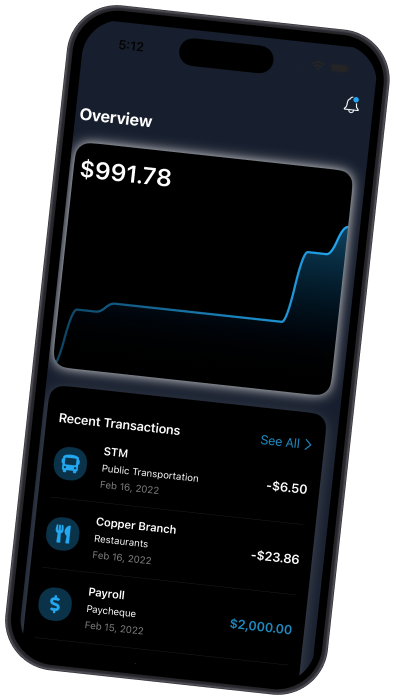 5:12
Overview
$991.78
Recent Transactions
See All
STM
Public Transportation
Feb 16, 2022
-$6.50
Copper Branch
Restaurants
Feb 16, 2022
-$23.86
Payroll
Paycheque
Feb 15, 2022
$2,000.00